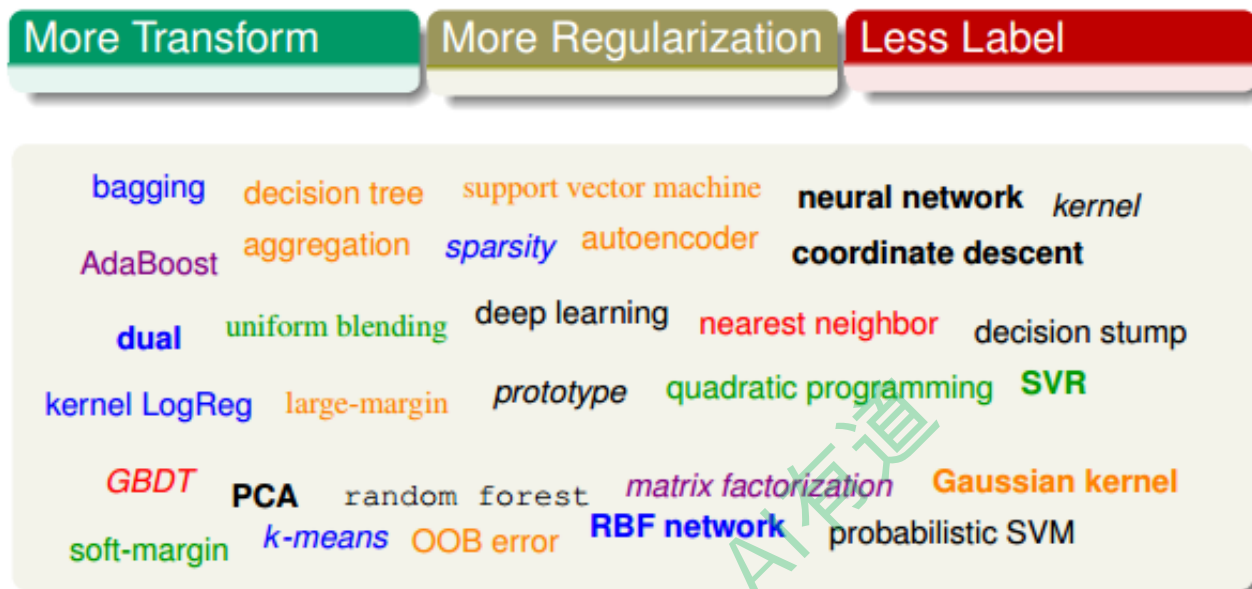 More Transform More Regularization Less Label
bagging decision tree support vector machine neural network kernel
AdaBoost aggregation sparsity autoencoder coordinate descent
dual uniform blending deep learning nearest neighbor decision stump
kernel LogReg large-margin prototype quadratic programming SVR
GBDT PCA random forest matrix factorization Gaussian kernel
soft-margin k-means OOB error RBF network probabilistic SVM
AI有道